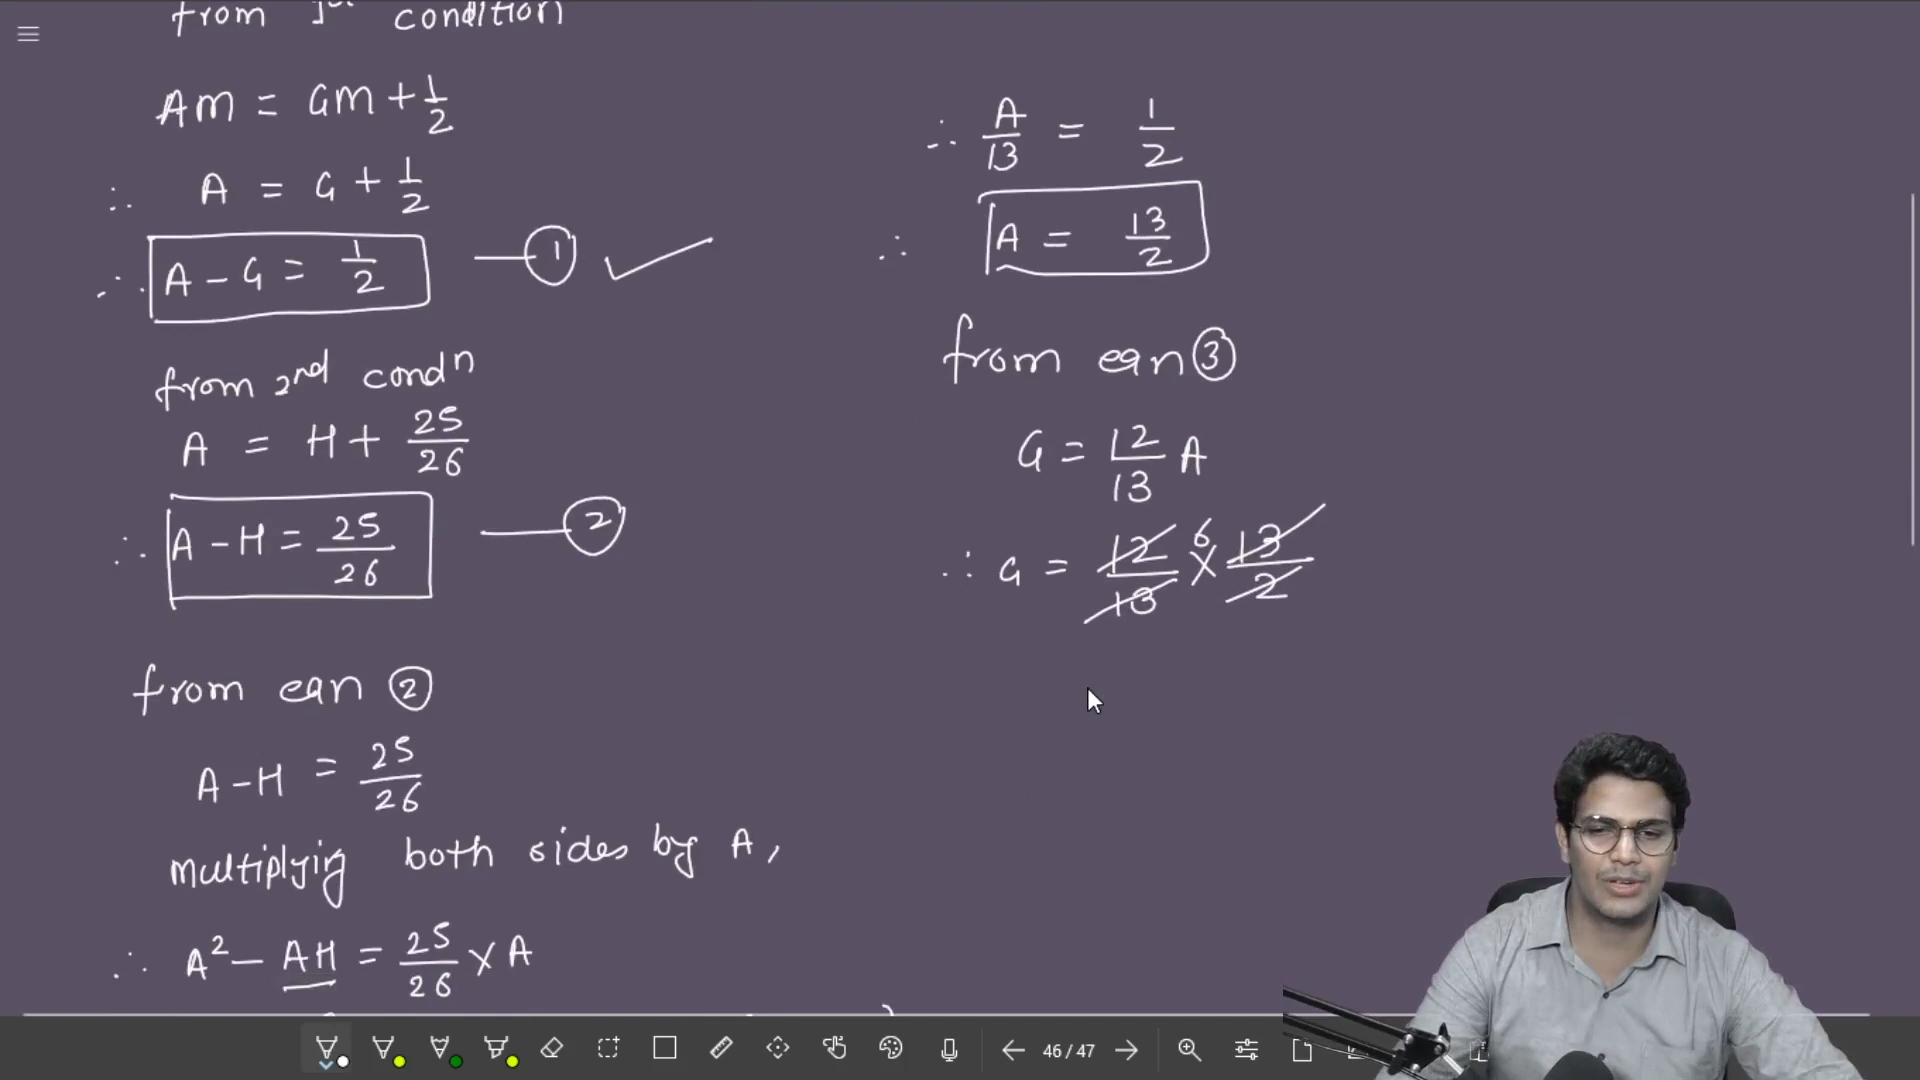 from 1st condition
AM = GM + 1/2
∴ A = G + 1/2
∴ A - G = 1/2 — ① ✓
from 2nd condn
A = H + 25/26
∴ A - H = 25/26 — ②
from eqn ②
A - H = 25/26
multiplying both sides by A,
∴ A² - AH = 25/26 × A
∴ A/13 = 1/2
∴ A = 13/2
from eqn ③
G = 12/13 A
∴ G = 12/13 × 13/2
6
46 / 47